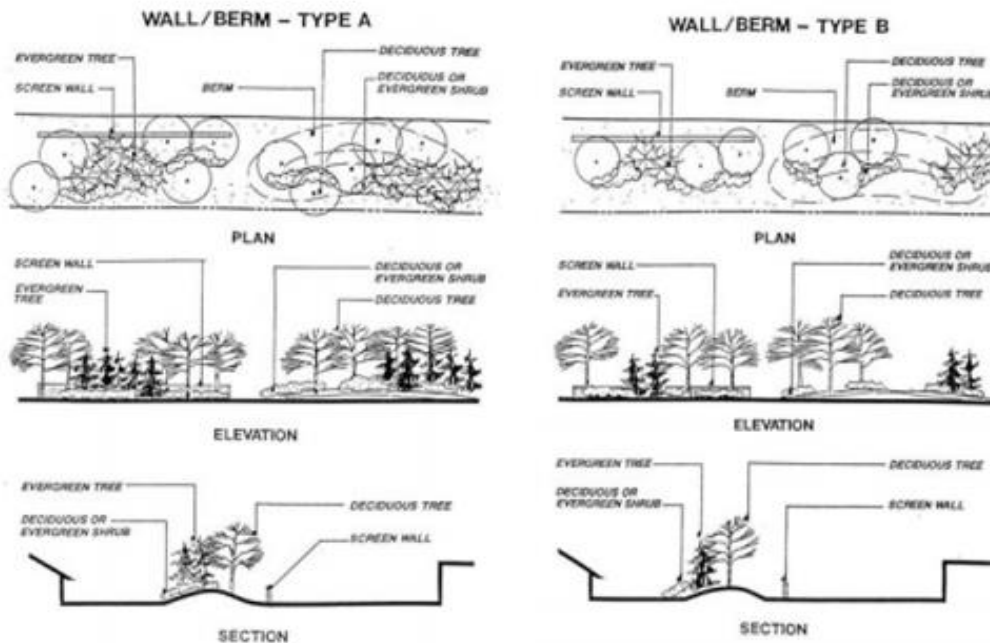 WALL/BERM – TYPE A
DECIDUOUS TREE
EVERGREEN TREE
DECIDUOUS OR
EVERGREEN SHRUB
SCREEN WALL
BERM
PLAN
SCREEN WALL
DECIDUOUS OR
EVERGREEN SHRUB
EVERGREEN
TREE
DECIDUOUS TREE
ELEVATION
EVERGREEN TREE
DECIDUOUS TREE
DECIDUOUS OR
EVERGREEN SHRUB
SCREEN WALL
SECTION
WALL/BERM – TYPE B
EVERGREEN TREE
DECIDUOUS TREE
DECIDUOUS OR
EVERGREEN SHRUB
SCREEN WALL
BERM
PLAN
DECIDUOUS OR
EVERGREEN SHRUB
SCREEN WALL
EVERGREEN TREE
DECIDUOUS TREE
ELEVATION
EVERGREEN TREE
DECIDUOUS TREE
DECIDUOUS OR
EVERGREEN SHRUB
SCREEN WALL
SECTION